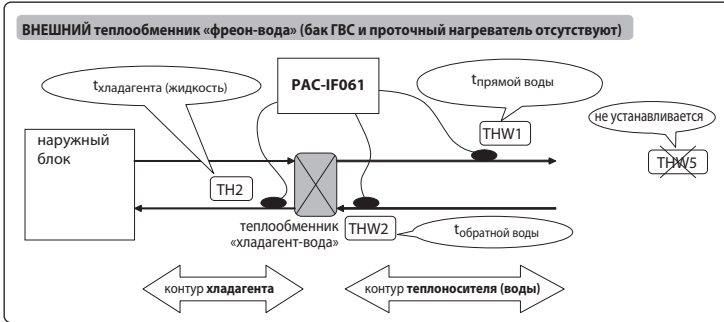 ВНЕШНИЙ теплообменник «фреон-вода» (бак ГВС и проточный нагреватель отсутствуют)
tхладагента (жидкость)
PAC-IF061
tпрямой воды
не устанавливается
THW1
THW5
наружный
блок
TH2
THW2
tобратной воды
теплообменник
«хладагент-вода»
контур хладагента
контур теплоносителя (воды)